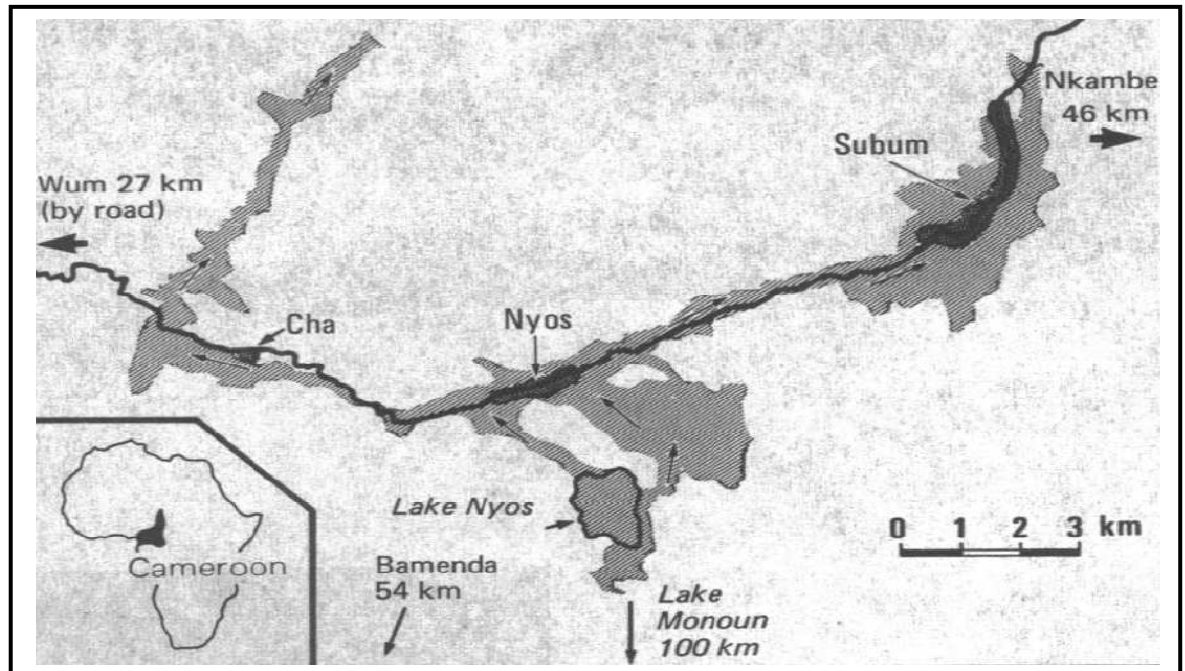 Nkambe
46 km
Subum
Wum 27 km
(by road)
Cha
Nyos
Lake Nyos
0 1 2 3 km
Cameroon
Bamenda
54 km
Lake
Monoun
100 km